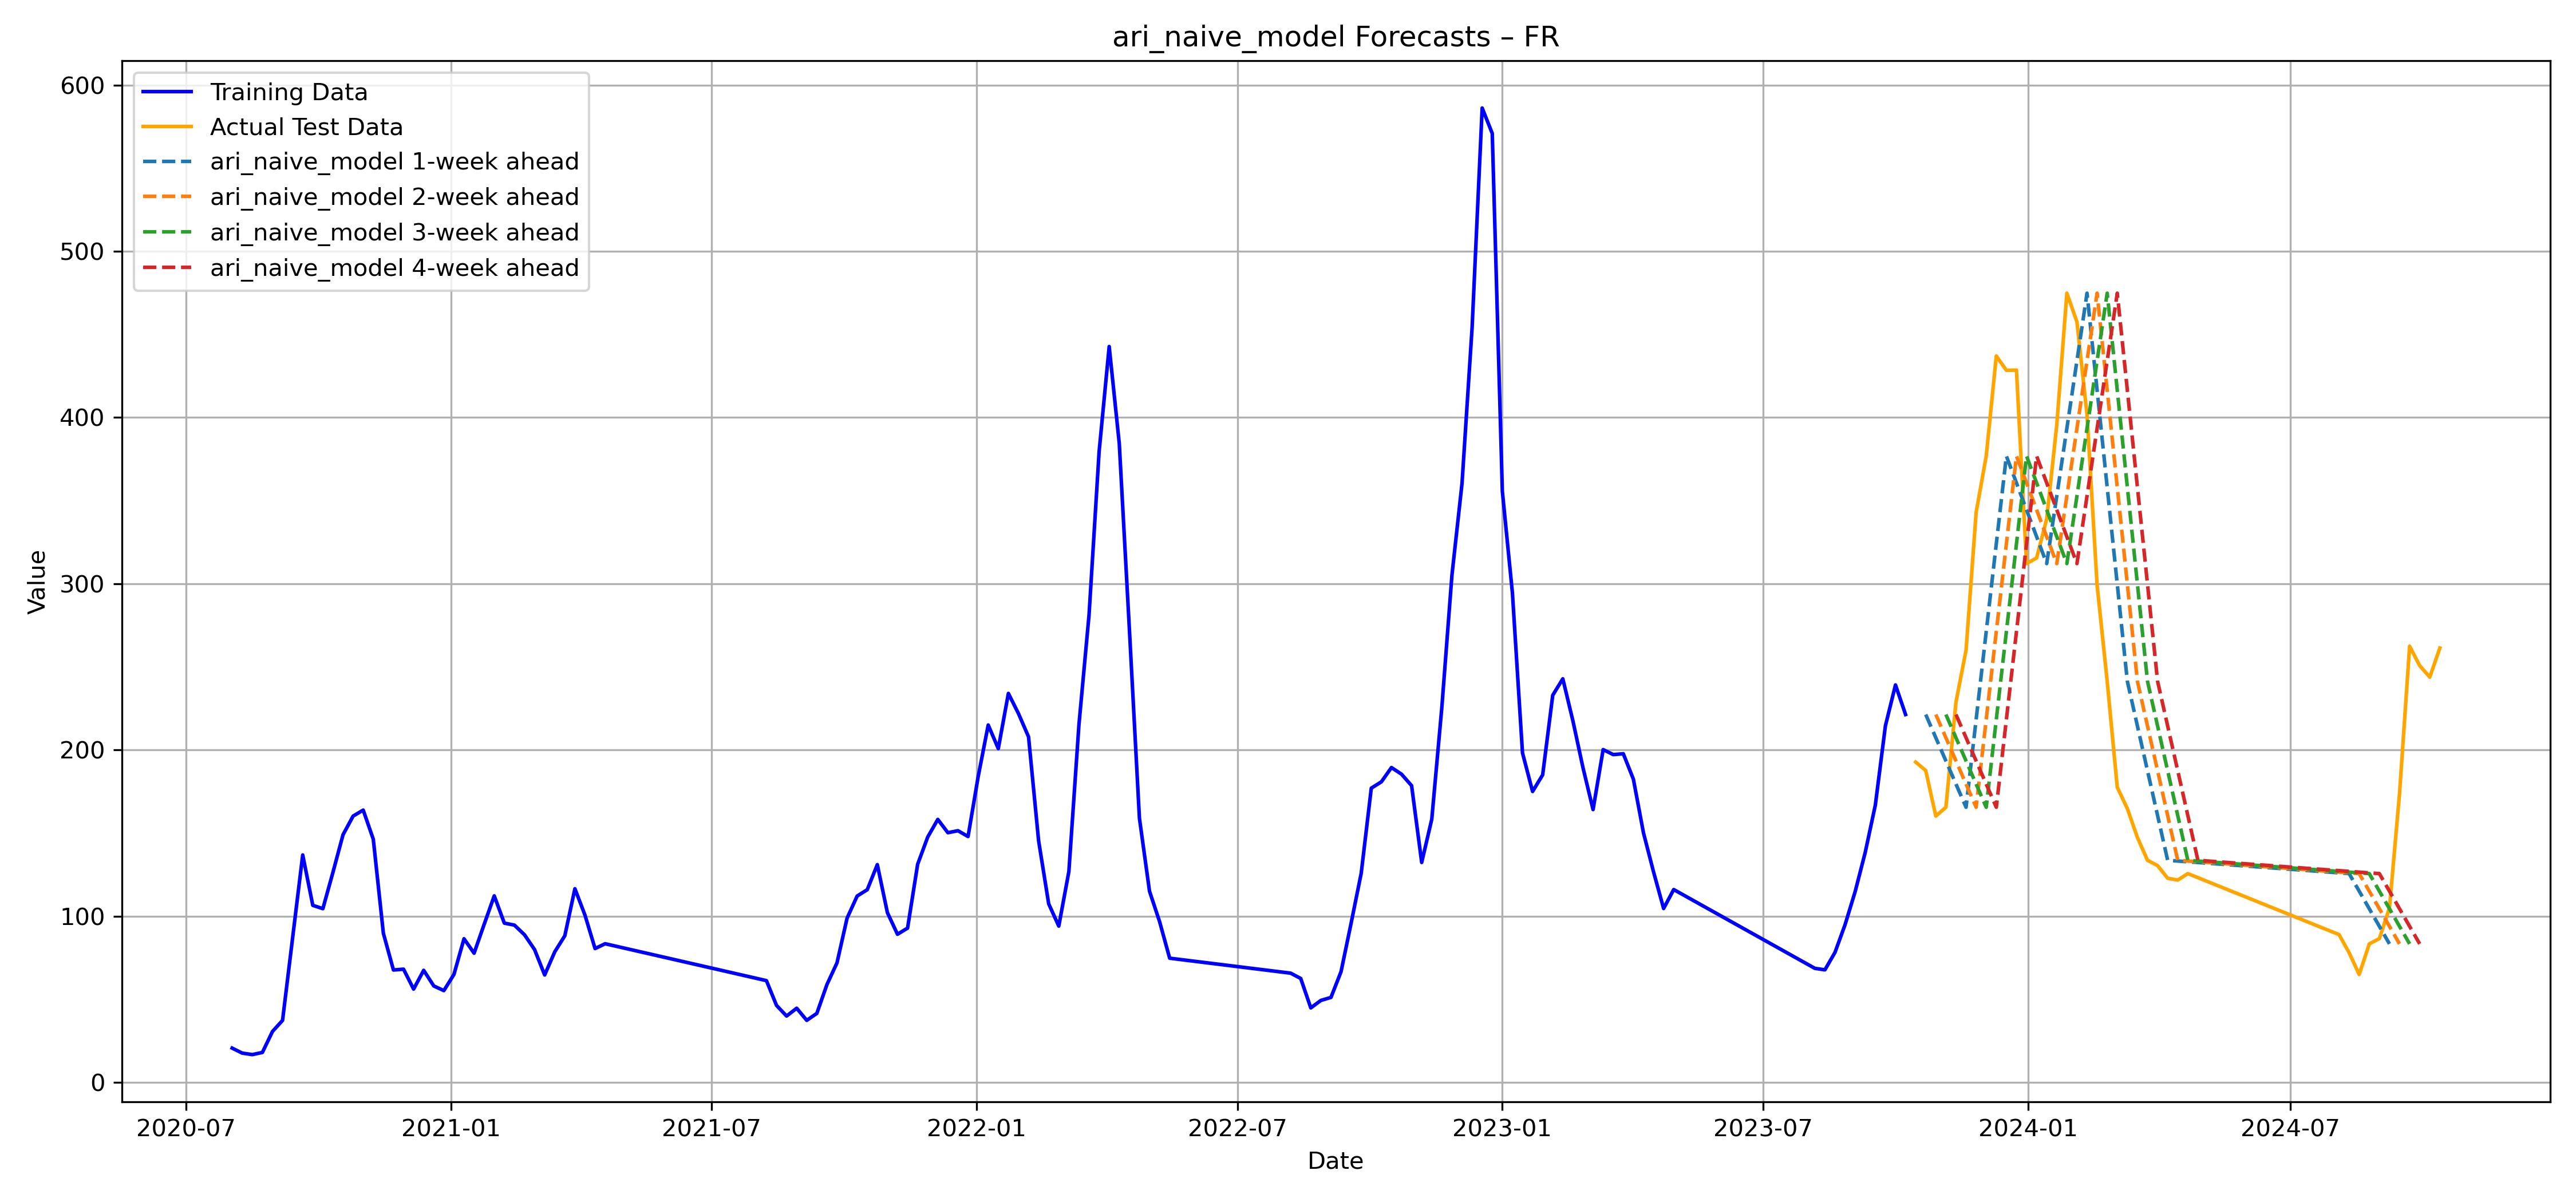 ari_naive_model Forecasts – FR
Training Data
Actual Test Data
ari_naive_model 1-week ahead
ari_naive_model 2-week ahead
ari_naive_model 3-week ahead
ari_naive_model 4-week ahead
600
500
400
300
200
100
0
Value
2020-07 2021-01 2021-07 2022-01 2022-07 2023-01 2023-07 2024-01 2024-07
Date